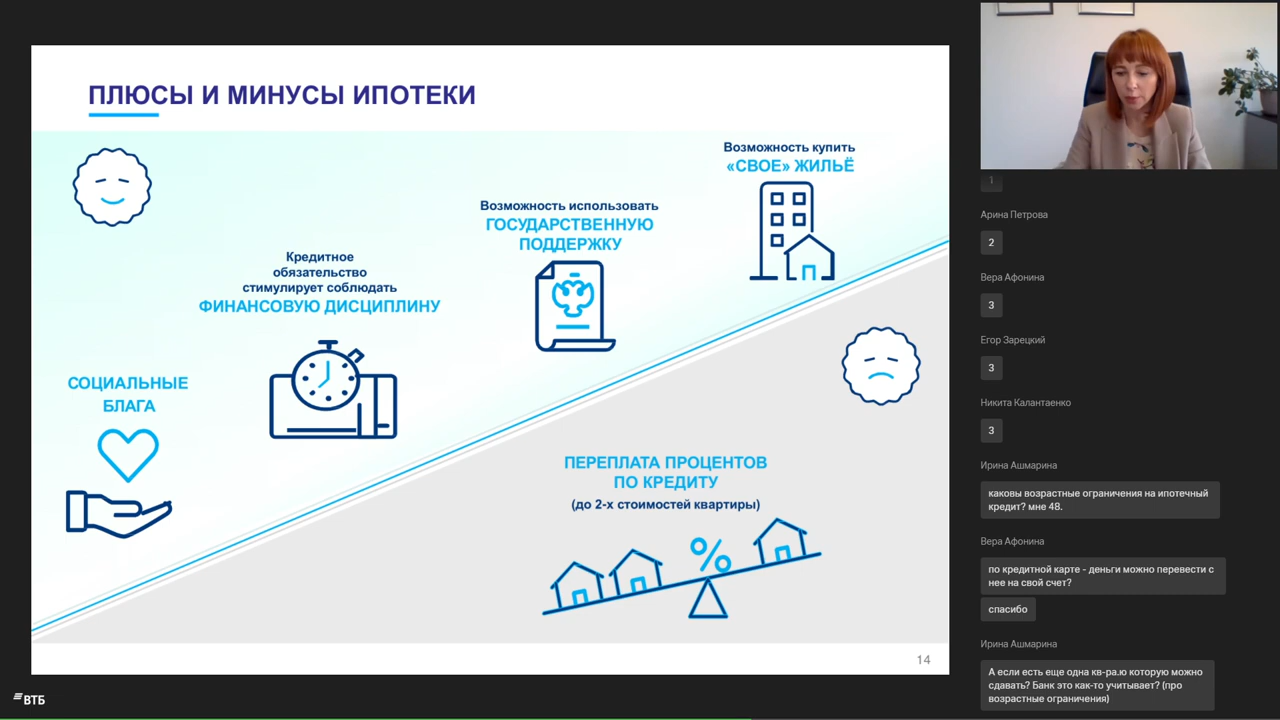 ПЛЮСЫ И МИНУСЫ ИПОТЕКИ
Возможность купить
«СВОЕ» ЖИЛЬЁ
Возможность использовать
ГОСУДАРСТВЕННУЮ
ПОДДЕРЖКУ
Кредитное
обязательство
стимулирует соблюдать
ФИНАНСОВУЮ ДИСЦИПЛИНУ
СОЦИАЛЬНЫЕ
БЛАГА
ПЕРЕПЛАТА ПРОЦЕНТОВ
ПО КРЕДИТУ
(до 2-х стоимостей квартиры)
%
14
ВТБ
1
Арина Петрова
2
Вера Афонина
3
Егор Зарецкий
3
Никита Калантаенко
3
Ирина Ашмарина
каковы возрастные ограничения на ипотечный
кредит? мне 48.
Вера Афонина
по кредитной карте - деньги можно перевести с
нее на свой счет?
спасибо
Ирина Ашмарина
А если есть еще одна кв-ра.ю которую можно
сдавать? Банк это как-то учитывает? (про
возрастные ограничения)